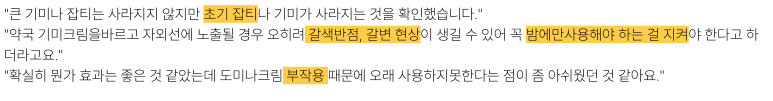 "큰 기미나 잡티는 사라지지 않지만 초기 잡티나 기미가 사라지는 것을 확인했습니다."
"약국 기미크림을바르고 자외선에 노출될 경우 오히려 갈색반점, 갈변 현상이 생길 수 있어 꼭 밤에만사용해야 하는 걸 지켜야 한다고 하
더라고요."
"확실히 뭔가 효과는 좋은 것 같았는데 도미나크림 부작용 때문에 오래 사용하지못한다는 점이 좀 아쉬웠던 것 같아요."